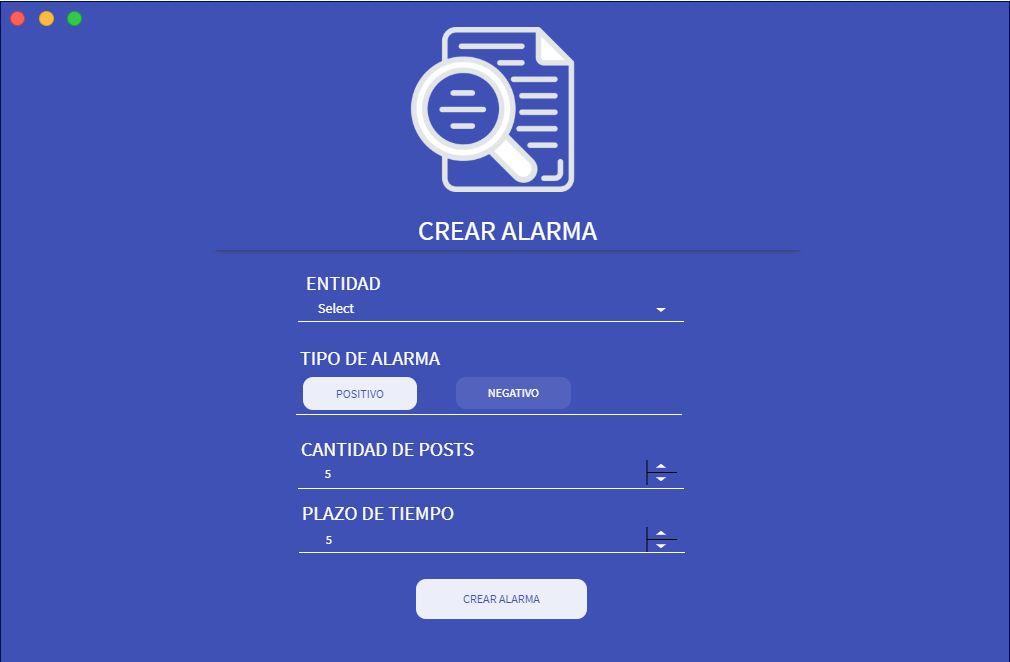 CREAR ALARMA
ENTIDAD
Select
TIPO DE ALARMA
POSITIVO NEGATIVO
CANTIDAD DE POSTS
5
PLAZO DE TIEMPO
5
CREAR ALARMA